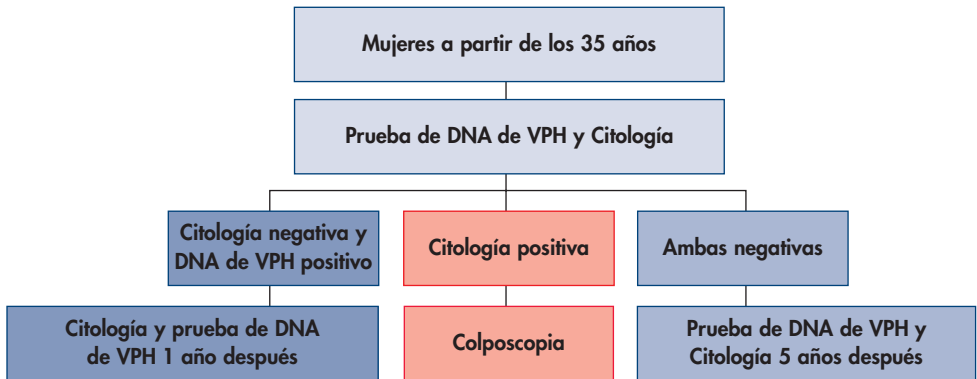 Mujeres a partir de los 35 años
Prueba de DNA de VPH y Citología
Citología negativa y
DNA de VPH positivo
Citología positiva
Ambas negativas
Citología y prueba de DNA
de VPH 1 año después
Colposcopia
Prueba de DNA de VPH y
Citología 5 años después